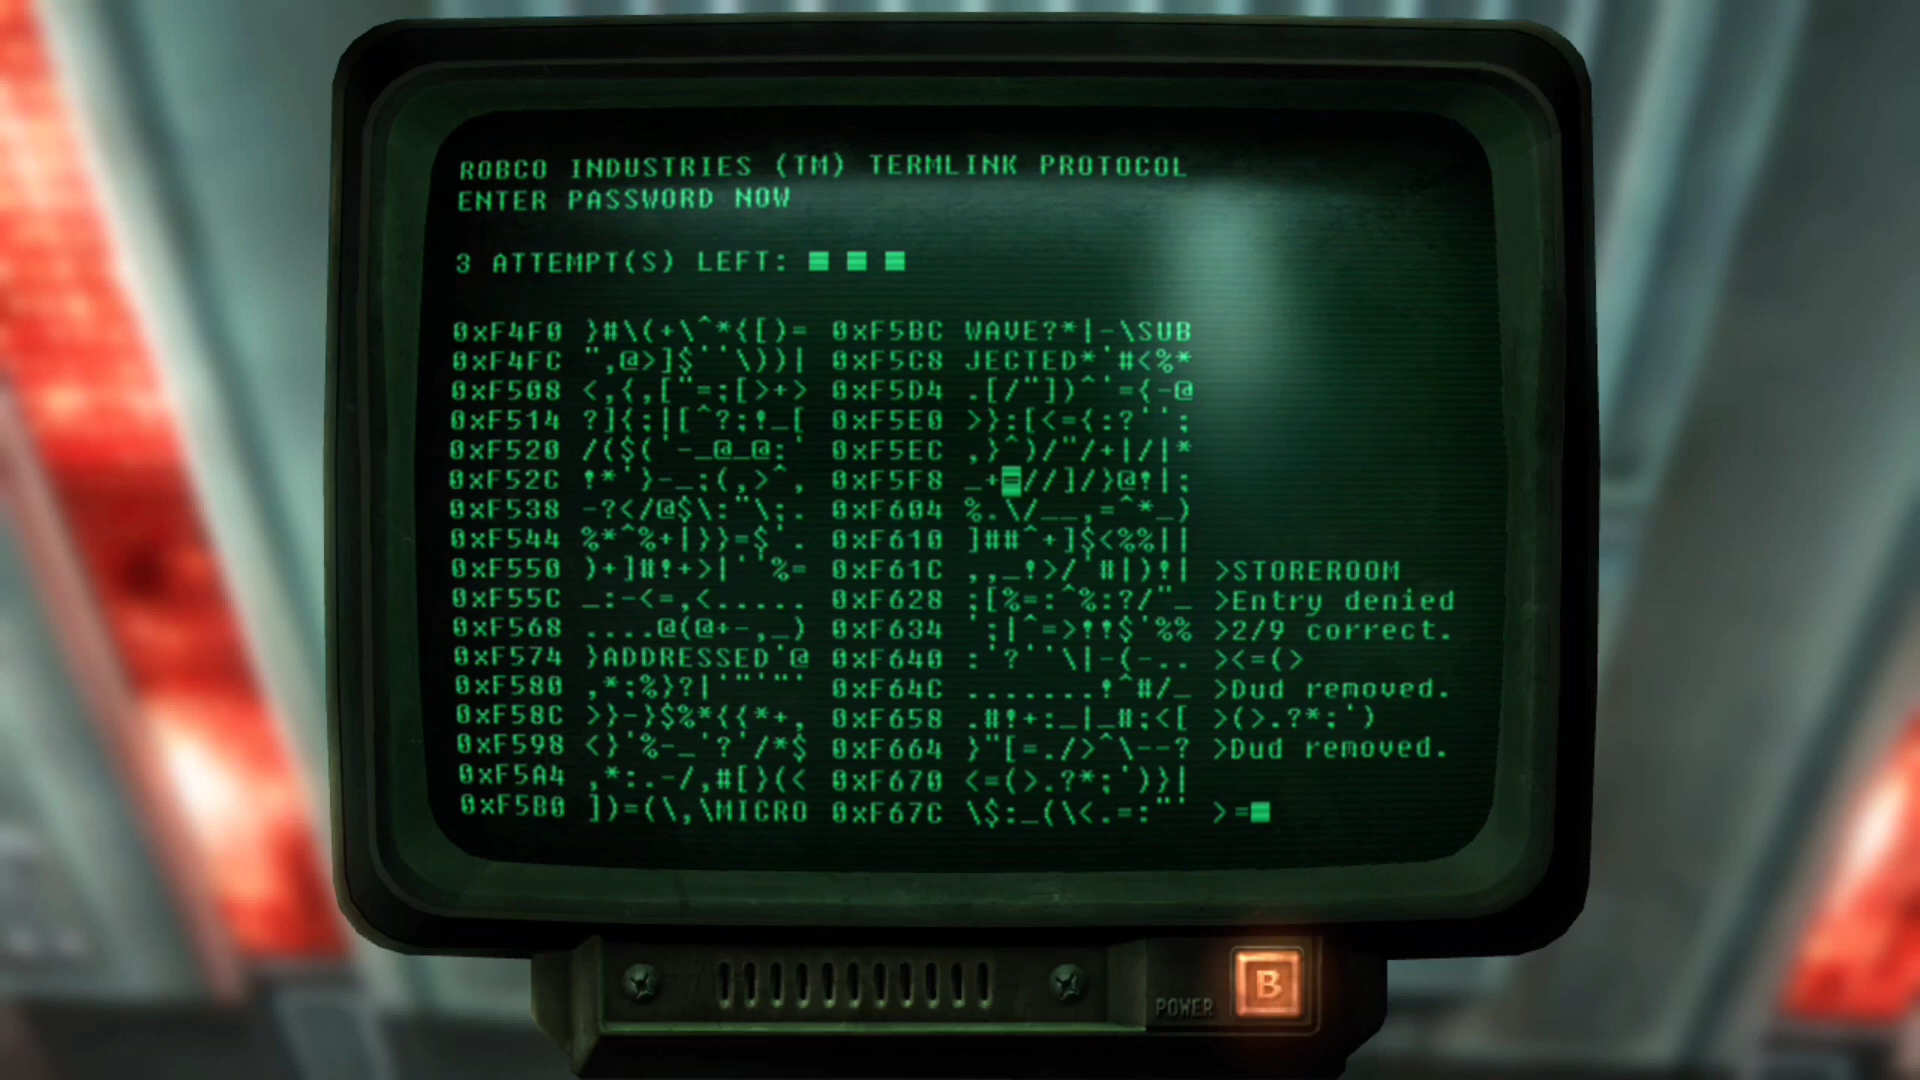 ROBCO INDUSTRIES (TM) TERMLINK PROTOCOL
ENTER PASSWORD NOW
3 ATTEMPT(S) LEFT: ■ ■ ■
0xF4F0 }#\(+\^*{[)= 0xF5BC WAVE?*|-\SUB
0xF4FC ",@>]$''\))| 0xF5C8 JECTED*'#<%*
0xF508 <,{,["=;[>+> 0xF5D4 .[/"])^'={-@
0xF514 ?]{:|[^?:!_[ 0xF5E0 >}:[<={:?'';
0xF520 /($('-_@_@:' 0xF5EC ,}^)/"/+|/|*
0xF52C !*'}-_;(,>^, 0xF5F8 _+=//]/}@!|;
0xF538 -?</@$\:"\;. 0xF604 %.\/__,=^*_)
0xF544 %*^%+|}}=$'. 0xF610 ]##^+]$<%%||
0xF550 )+]#!+>|''%= 0xF61C ,,_!>/'#|)!| >STOREROOM
0xF55C _:-<=,<..... 0xF628 ;[%=:^%:?/"_ >Entry denied
0xF568 ....@(@+-,_) 0xF634 ';|^=>!!$'%% >2/9 correct.
0xF574 }ADDRESSED'@ 0xF640 :'?''\|-(-.. ><=()
0xF580 ,*:%}?|'"'"' 0xF64C .......!^#/_ >Dud removed.
0xF58C >}-}$%*{{*+, 0xF658 .#!+:_|_#;<[ >(>.?*;')
0xF598 <}'%-_'?'/*$ 0xF664 }"[=./>^\--? >Dud removed.
0xF5A4 ,*:.-/,#[}(< 0xF670 <=(>.?*;')}|
0xF5B0 ])=(\,\MICRO 0xF67C \$:_(\<.=:"' >=■
POWER
B